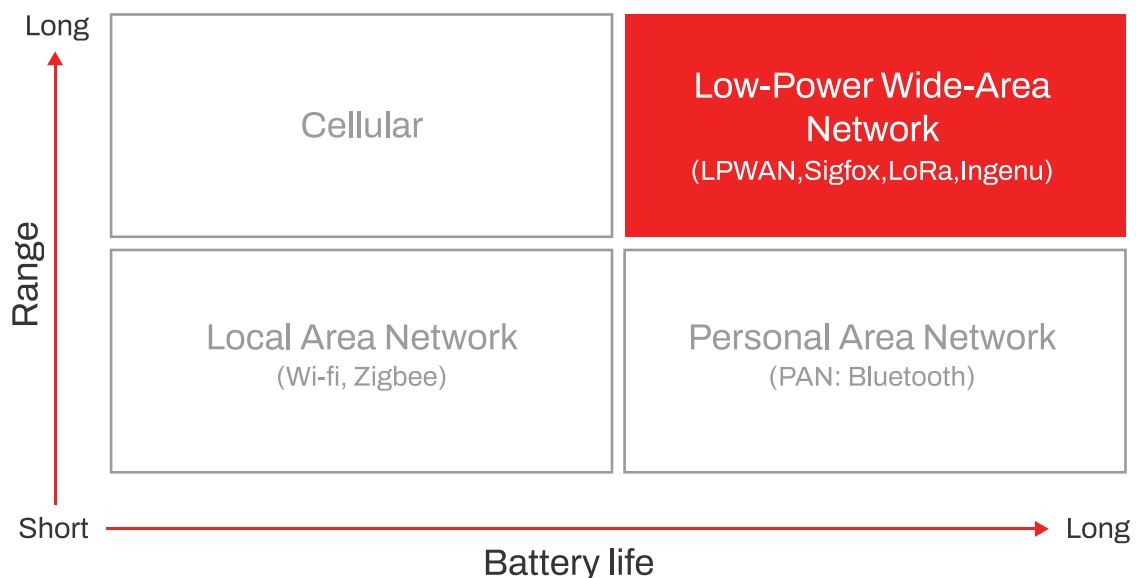 Long
Cellular
Low-Power Wide-Area
Network
(LPWAN,Sigfox,LoRa,Ingenu)
Range
Local Area Network
(Wi-fi, Zigbee)
Personal Area Network
(PAN: Bluetooth)
Short
Long
Battery life